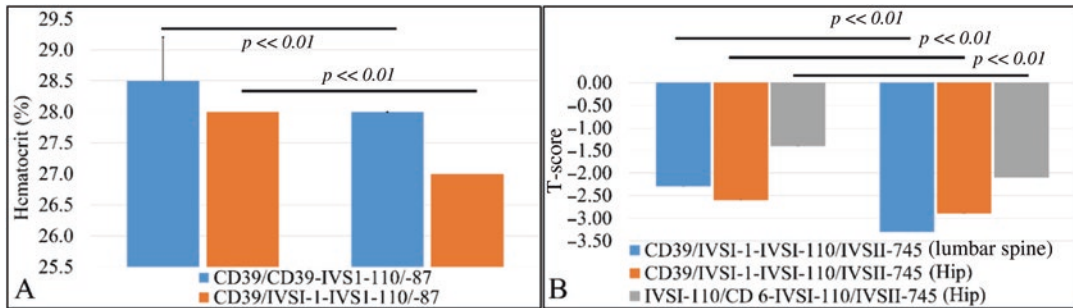 29.5
29.0
28.5
28.0
27.5
27.0
26.5
26.0
25.5
Hematocrit (%)
p << 0.01
p << 0.01
A
CD39/CD39-IVS1-110/-87
CD39/IVSI-1-IVS1-110/-87
p << 0.01
p << 0.01
p << 0.01
0.00
−0.50
−1.00
−1.50
−2.00
−2.50
−3.00
−3.50
T-score
B
CD39/IVSI-1-IVSI-110/IVSII-745 (lumbar spine)
CD39/IVSI-1-IVSI-110/IVSII-745 (Hip)
IVSI-110/CD 6-IVSI-110/IVSII-745 (Hip)